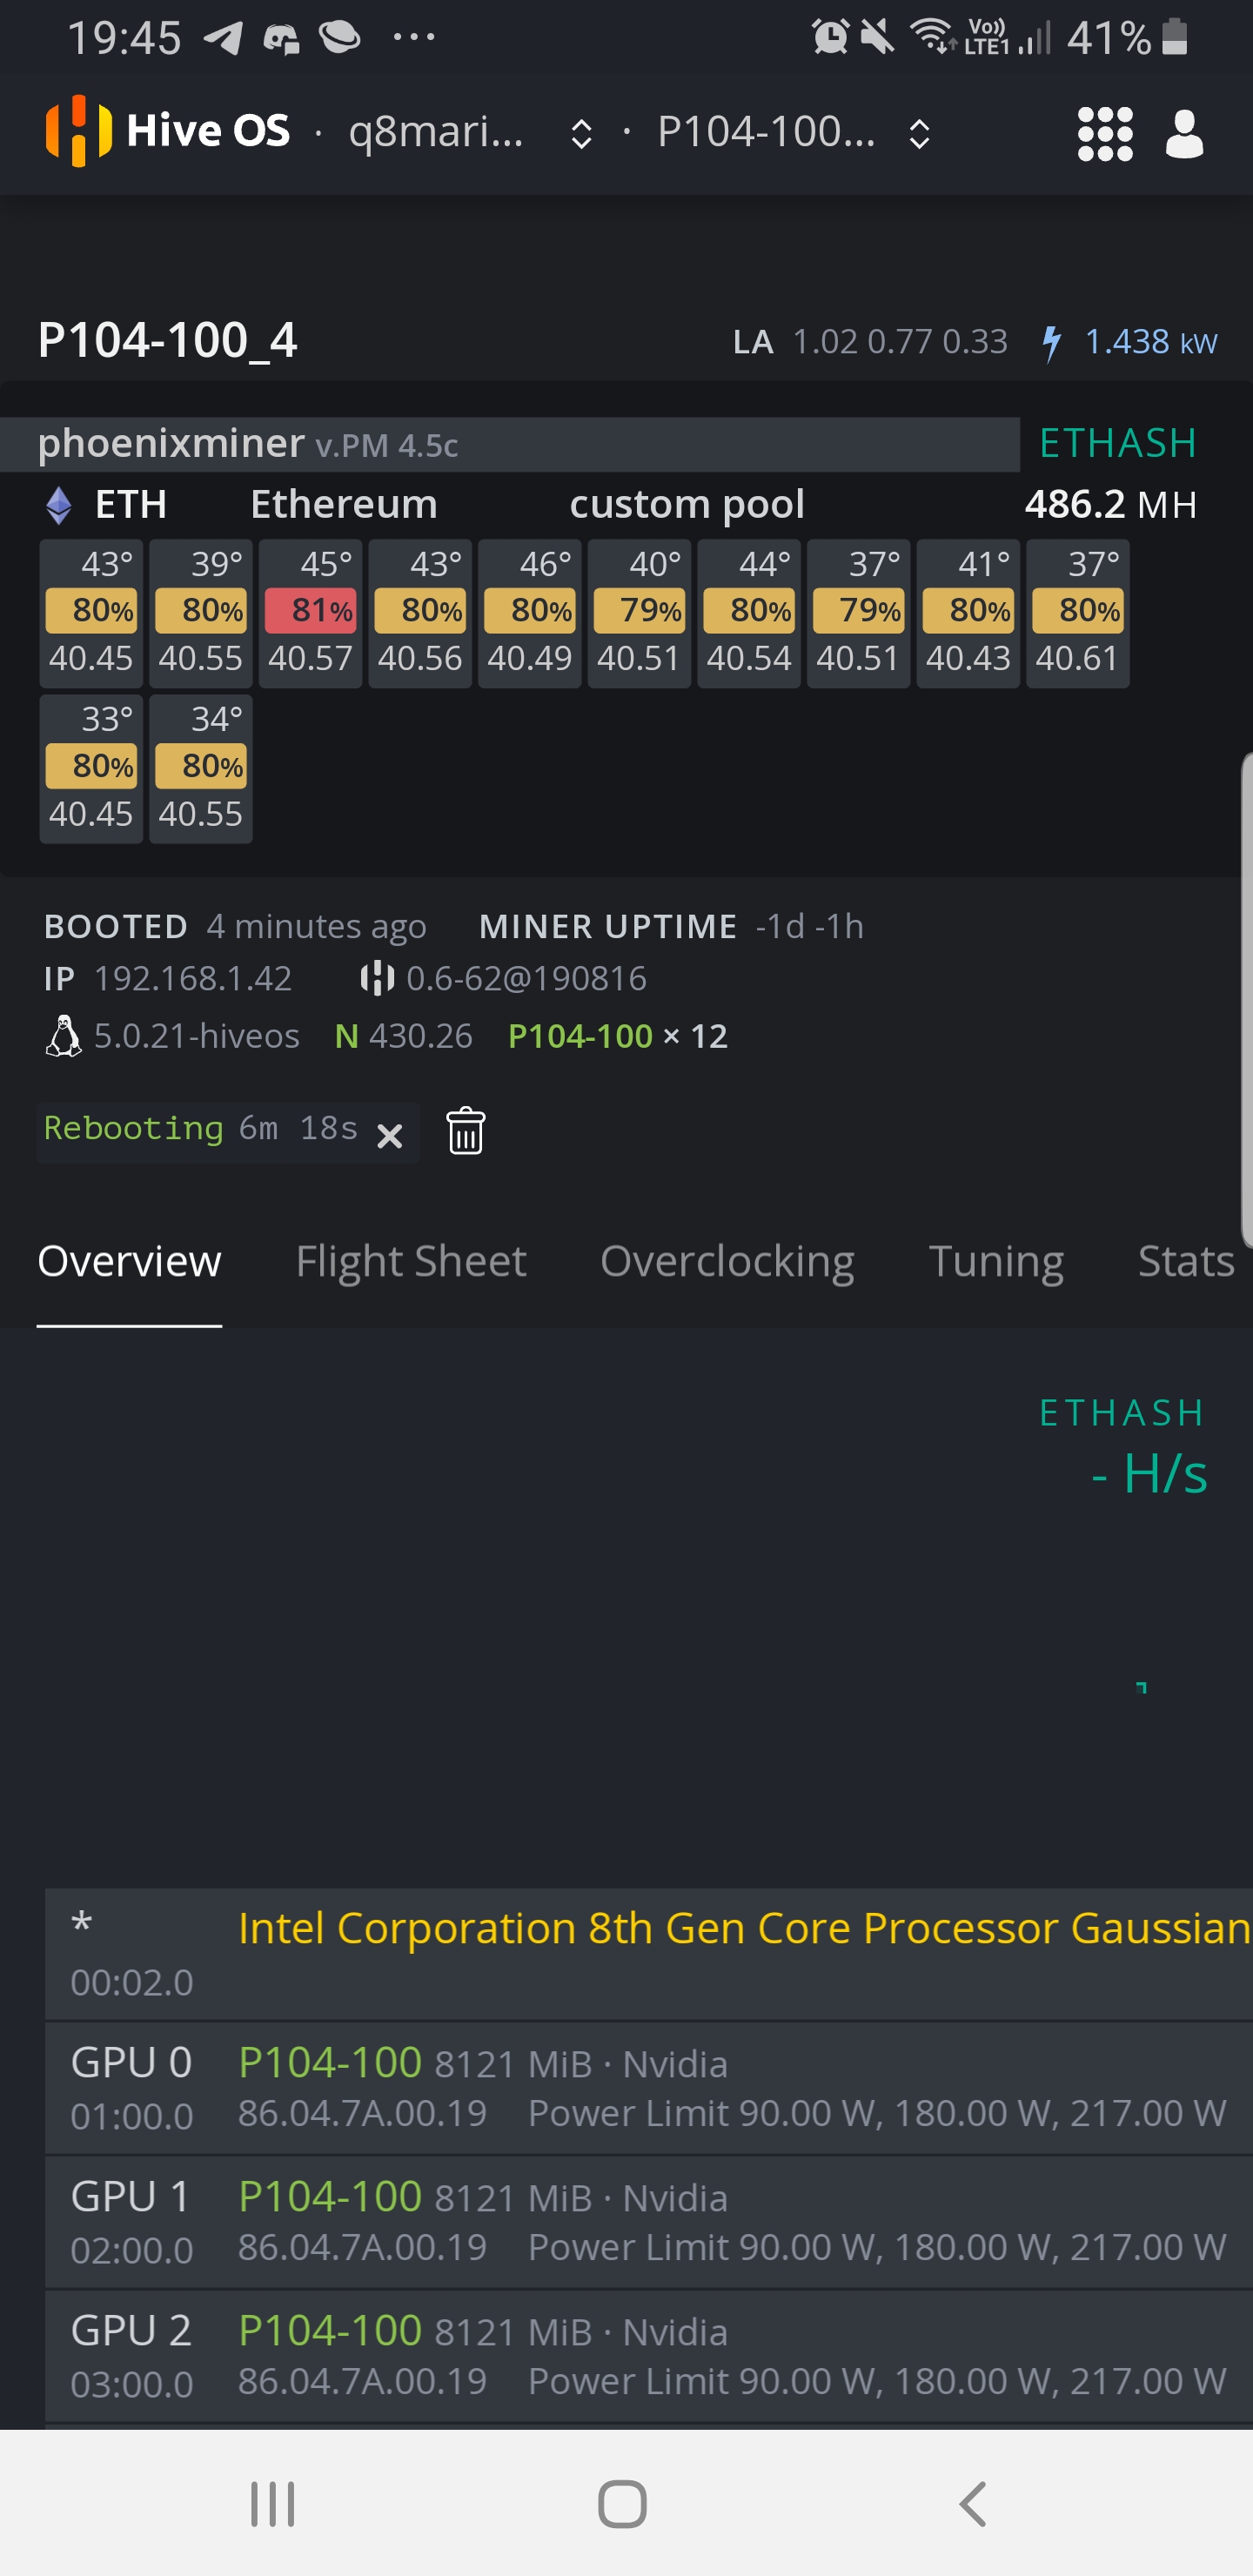 19:45 ... Vo)) LTE1 41%
Hive OS · q8mari... · P104-100...
P104-100_4 LA 1.02 0.77 0.33 1.438 kW
phoenixminer v.PM 4.5c ETHASH
ETH Ethereum custom pool 486.2 MH
43° 39° 45° 43° 46° 40° 44° 37° 41° 37°
80% 80% 81% 80% 80% 79% 80% 79% 80% 80%
40.45 40.55 40.57 40.56 40.49 40.51 40.54 40.51 40.43 40.61
33° 34°
80% 80%
40.45 40.55
BOOTED 4 minutes ago MINER UPTIME -1d -1h
IP 192.168.1.42 0.6-62@190816
5.0.21-hiveos N 430.26 P104-100 × 12
Rebooting 6m 18s ×
Overview Flight Sheet Overclocking Tuning Stats
ETHASH
- H/s
* Intel Corporation 8th Gen Core Processor Gaussian
00:02.0
GPU 0 P104-100 8121 MiB · Nvidia
01:00.0 86.04.7A.00.19 Power Limit 90.00 W, 180.00 W, 217.00 W
GPU 1 P104-100 8121 MiB · Nvidia
02:00.0 86.04.7A.00.19 Power Limit 90.00 W, 180.00 W, 217.00 W
GPU 2 P104-100 8121 MiB · Nvidia
03:00.0 86.04.7A.00.19 Power Limit 90.00 W, 180.00 W, 217.00 W